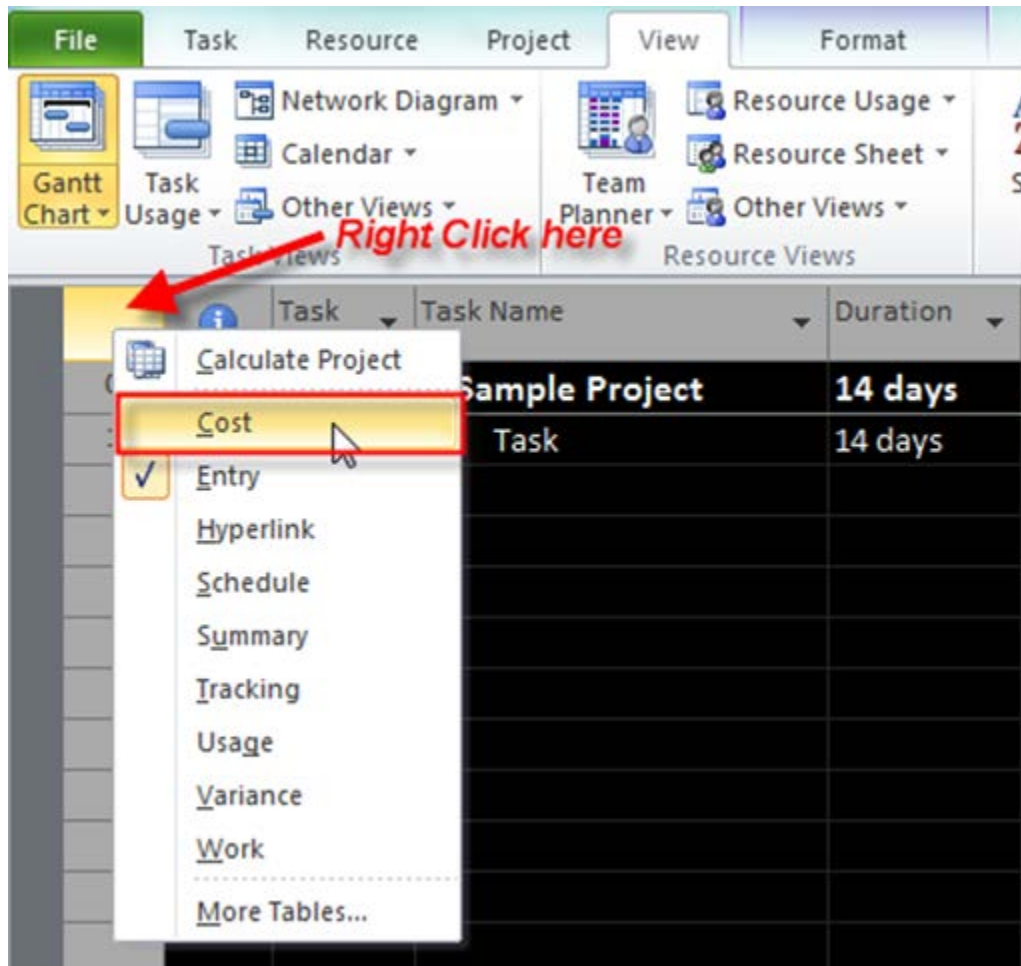 File Task Resource Project View Format
Network Diagram Resource Usage
Calendar Resource Sheet
Gantt Chart Task Usage Other Views Team Planner Other Views
Right Click here
Task Views Resource Views
Task Task Name Duration
Calculate Project
Sample Project 14 days
Cost
Task 14 days
Entry
Hyperlink
Schedule
Summary
Tracking
Usage
Variance
Work
More Tables...